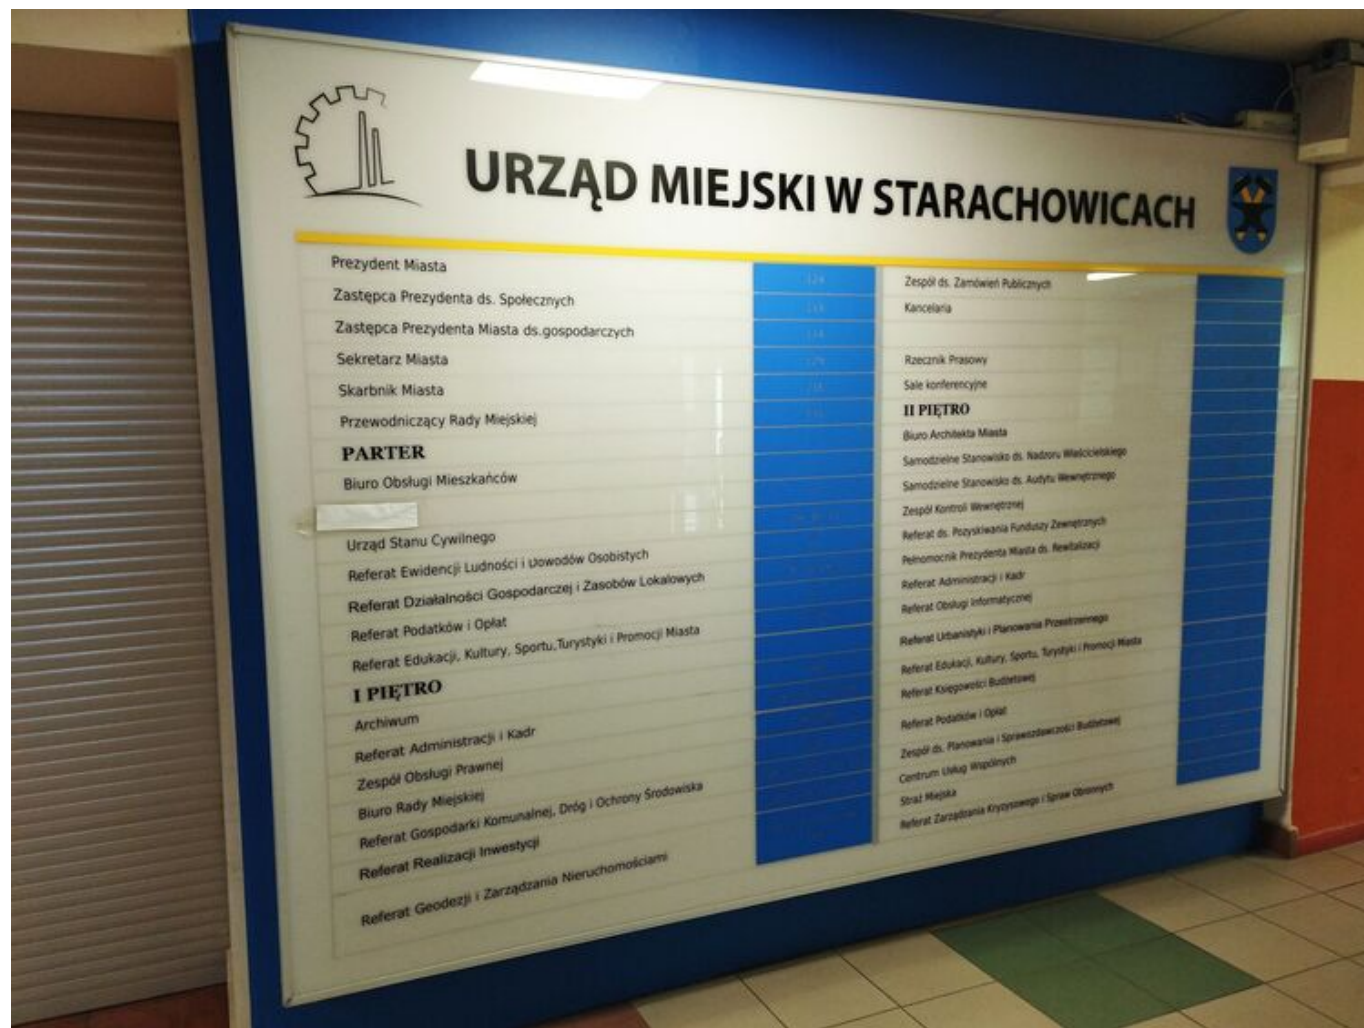 URZĄD MIEJSKI W STARACHOWICACH
Prezydent Miasta
Zastępca Prezydenta ds. Społecznych
Zastępca Prezydenta Miasta ds.gospodarczych
Sekretarz Miasta
Skarbnik Miasta
Przewodniczący Rady Miejskiej
PARTER
Biuro Obsługi Mieszkańców
Urząd Stanu Cywilnego
Referat Ewidencji Ludności i Dowodów Osobistych
Referat Działalności Gospodarczej i Zasobów Lokalowych
Referat Podatków i Opłat
Referat Edukacji, Kultury, Sportu,Turystyki i Promocji Miasta
I PIĘTRO
Archiwum
Referat Administracji i Kadr
Zespół Obsługi Prawnej
Biuro Rady Miejskiej
Referat Gospodarki Komunalnej, Dróg i Ochrony Środowiska
Referat Realizacji Inwestycji
Referat Geodezji i Zarządzania Nieruchomościami
Zespół ds. Zamówień Publicznych
Kancelaria
Rzecznik Prasowy
Sale konferencyjne
II PIĘTRO
Biuro Architekta Miasta
Samodzielne Stanowisko ds. Nadzoru Właścicielskiego
Samodzielne Stanowisko ds. Audytu Wewnętrznego
Zespół Kontroli Wewnętrznej
Referat ds. Pozyskiwania Funduszy Zewnętrznych
Pełnomocnik Prezydenta Miasta ds. Rewitalizacji
Referat Administracji i Kadr
Referat Obsługi Informatycznej
Referat Urbanistyki i Planowania Przestrzennego
Referat Edukacji, Kultury, Sportu, Turystyki i Promocji Miasta
Referat Księgowości Budżetowej
Referat Podatków i Opłat
Zespół ds. Planowania i Sprawozdawczości Budżetowej
Centrum Usług Wspólnych
Straż Miejska
Referat Zarządzania Kryzysowego i Spraw Obronnych